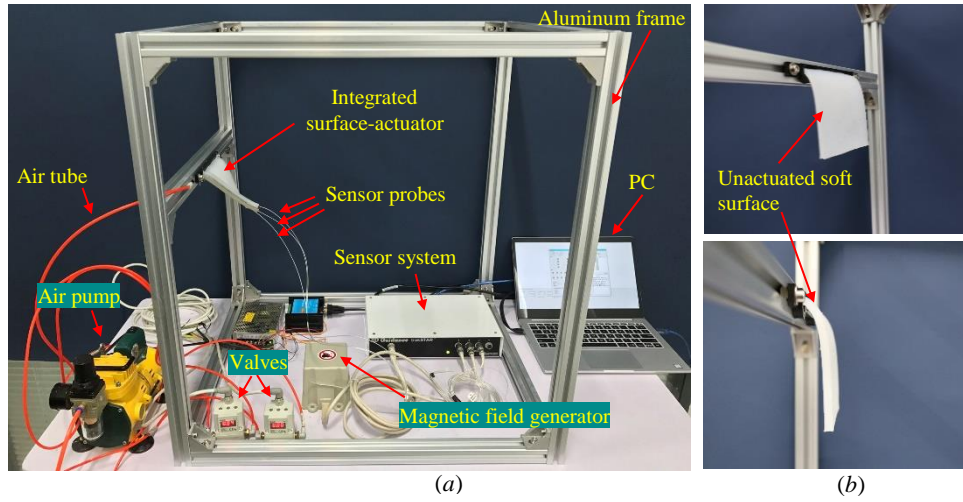 Aluminum frame
Integrated
surface-actuator
Air tube
Sensor probes
PC
Unactuated soft
surface
Sensor system
Air pump
Valves
Magnetic field generator
(a)
(b)